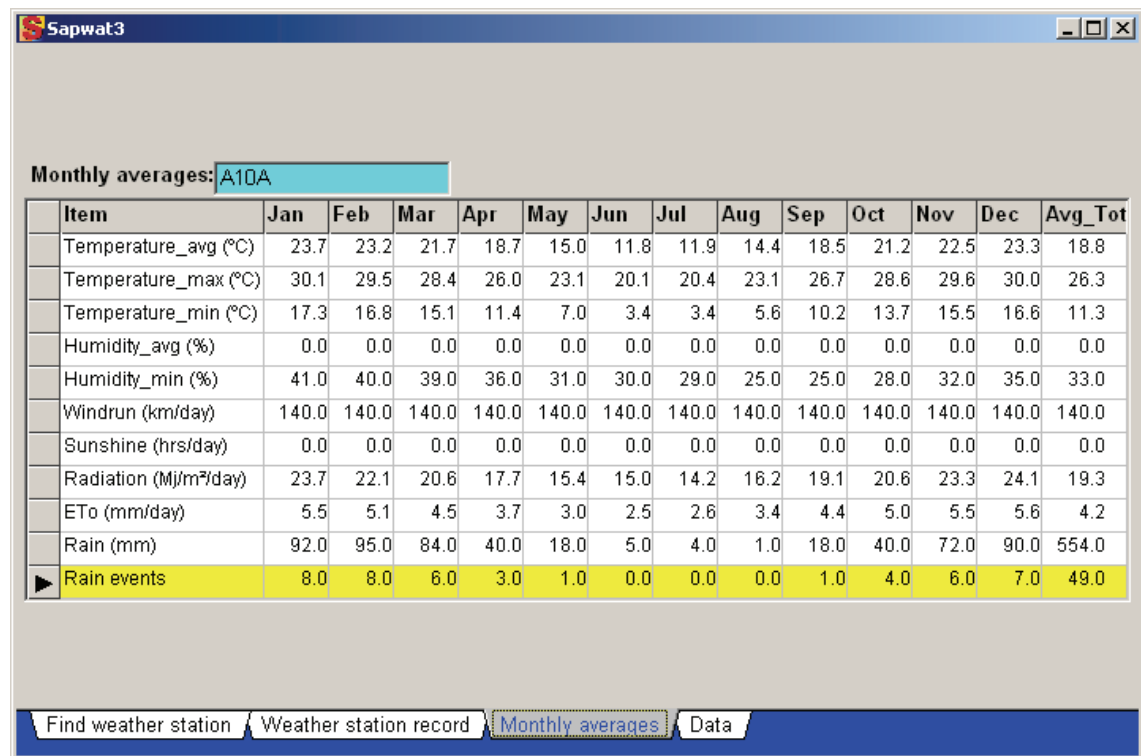 Sapwat3
Monthly averages: A10A
Item Jan Feb Mar Apr May Jun Jul Aug Sep Oct Nov Dec Avg_Tot
Temperature_avg (ºC) 23.7 23.2 21.7 18.7 15.0 11.8 11.9 14.4 18.5 21.2 22.5 23.3 18.8
Temperature_max (ºC) 30.1 29.5 28.4 26.0 23.1 20.1 20.4 23.1 26.7 28.6 29.6 30.0 26.3
Temperature_min (ºC) 17.3 16.8 15.1 11.4 7.0 3.4 3.4 5.6 10.2 13.7 15.5 16.6 11.3
Humidity_avg (%) 0.0 0.0 0.0 0.0 0.0 0.0 0.0 0.0 0.0 0.0 0.0 0.0 0.0
Humidity_min (%) 41.0 40.0 39.0 36.0 31.0 30.0 29.0 25.0 25.0 28.0 32.0 35.0 33.0
Windrun (km/day) 140.0 140.0 140.0 140.0 140.0 140.0 140.0 140.0 140.0 140.0 140.0 140.0 140.0
Sunshine (hrs/day) 0.0 0.0 0.0 0.0 0.0 0.0 0.0 0.0 0.0 0.0 0.0 0.0 0.0
Radiation (Mj/m²/day) 23.7 22.1 20.6 17.7 15.4 15.0 14.2 16.2 19.1 20.6 23.3 24.1 19.3
ETo (mm/day) 5.5 5.1 4.5 3.7 3.0 2.5 2.6 3.4 4.4 5.0 5.5 5.6 4.2
Rain (mm) 92.0 95.0 84.0 40.0 18.0 5.0 4.0 1.0 18.0 40.0 72.0 90.0 554.0
Rain events 8.0 8.0 6.0 3.0 1.0 0.0 0.0 0.0 1.0 4.0 6.0 7.0 49.0
Find weather station Weather station record Monthly averages Data